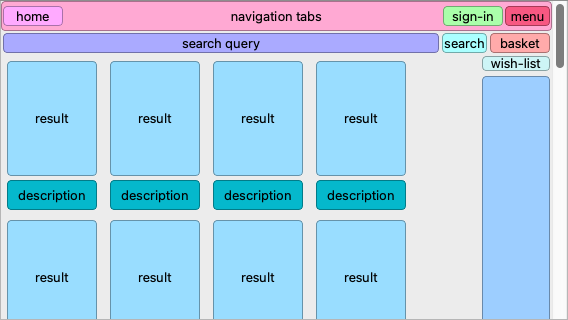 home navigation tabs sign-in menu
search query search basket
wish-list
result result result result
description description description description
result result result result